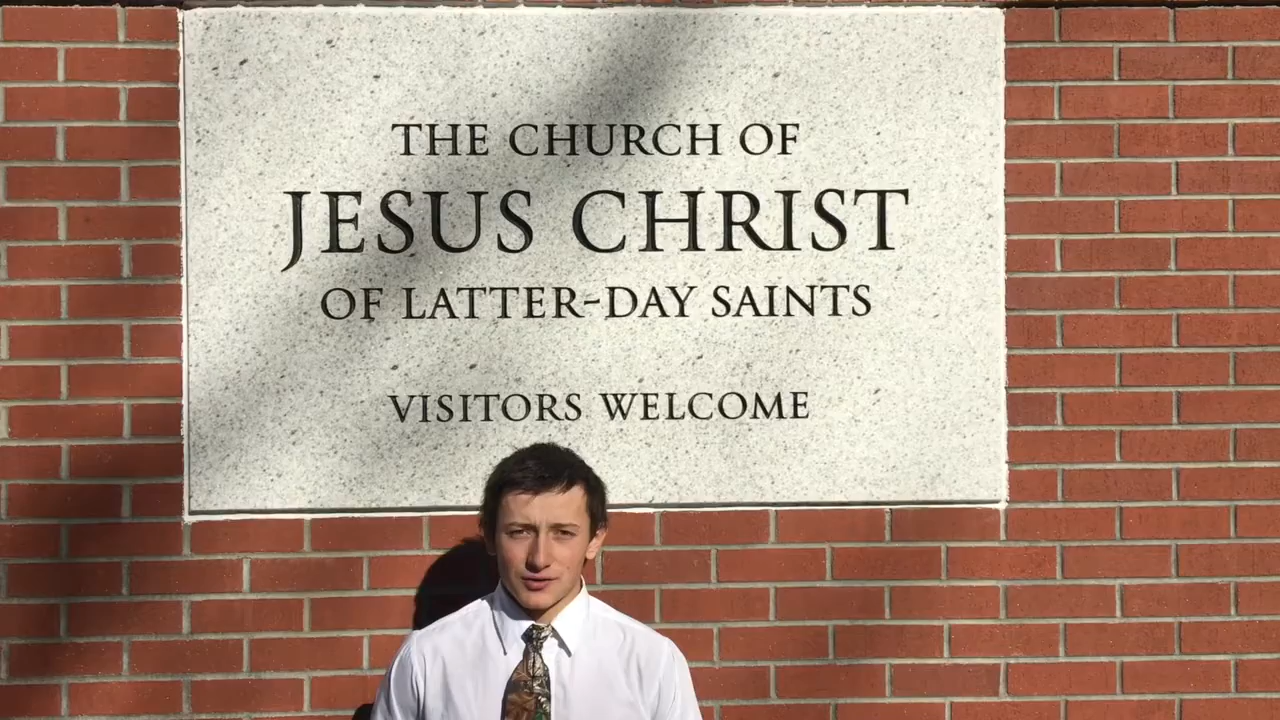 THE CHURCH OF
JESUS CHRIST
OF LATTER-DAY SAINTS
VISITORS WELCOME